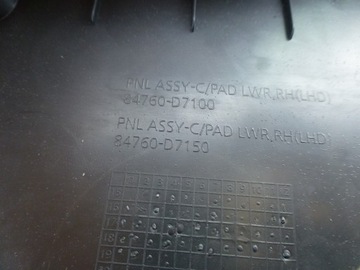 PNL ASSY-C/PAD LWR,RH(LHD)
84760-D7100
PNL ASSY-C/PAD LWR,RH(LHD)
84760-D7150